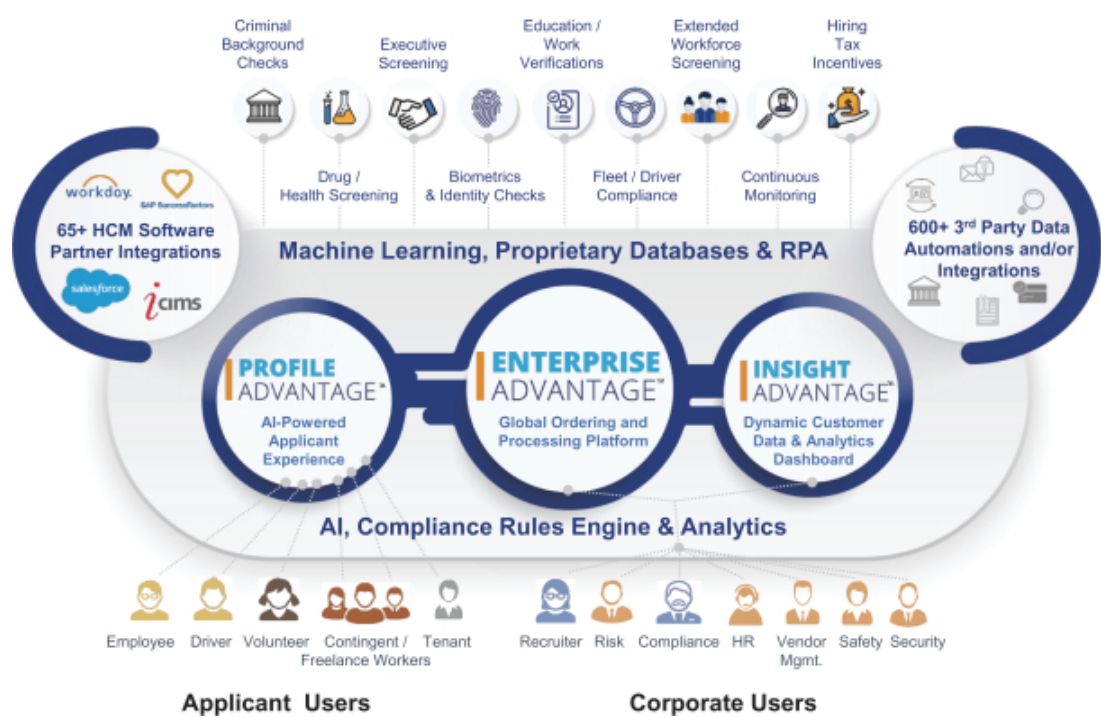 Criminal
Background
Checks
Executive
Screening
Education /
Work
Verifications
Extended
Workforce
Screening
Hiring
Tax
Incentives
Drug /
Health Screening
Biometrics
& Identity Checks
Fleet / Driver
Compliance
Continuous
Monitoring
workday.
SAP SuccessFactors
65+ HCM Software
Partner Integrations
salesforce
iCIMS
600+ 3rd Party Data
Automations and/or
Integrations
Machine Learning, Proprietary Databases & RPA
PROFILE
ADVANTAGE™
AI-Powered
Applicant
Experience
ENTERPRISE
ADVANTAGE™
Global Ordering and
Processing Platform
INSIGHT
ADVANTAGE™
Dynamic Customer
Data & Analytics
Dashboard
AI, Compliance Rules Engine & Analytics
Employee
Driver
Volunteer
Contingent /
Freelance Workers
Tenant
Recruiter
Risk
Compliance
HR
Vendor
Mgmt.
Safety
Security
Applicant Users
Corporate Users